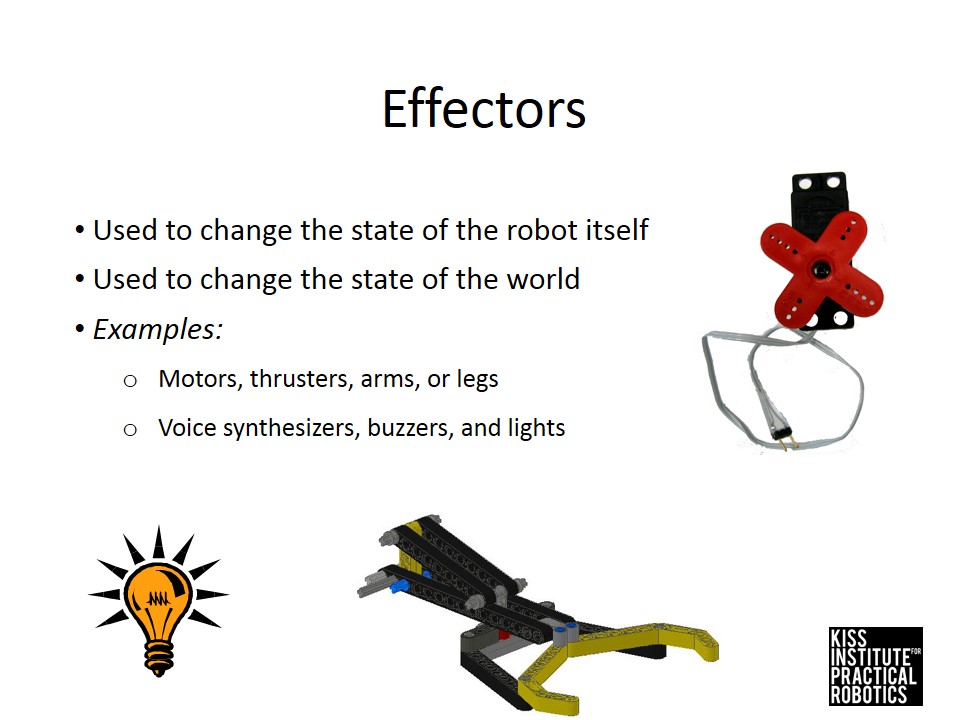 Effectors
• Used to change the state of the robot itself
• Used to change the state of the world
• Examples:
o Motors, thrusters, arms, or legs
o Voice synthesizers, buzzers, and lights
KISS
INSTITUTE FOR
PRACTICAL
ROBOTICS